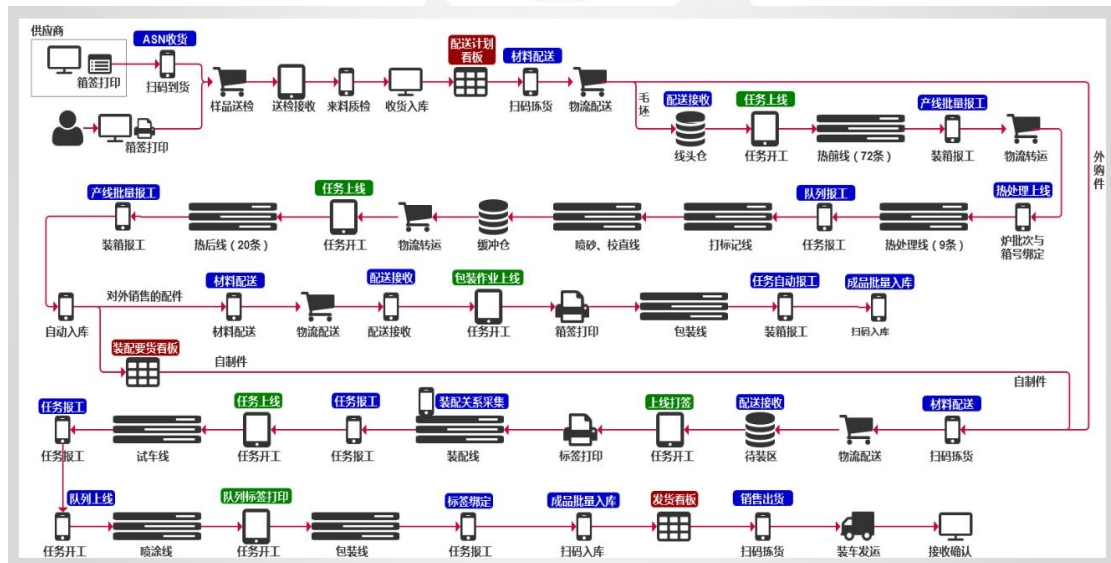 供应商
箱签打印
ASN收货
扫码到货
箱签打印
样品送检
送检接收
来料质检
收货入库
配送计划
看板
材料配送
扫码拣货
物流配送
毛坯
外购件
配送接收
线头仓
任务上线
任务开工
热前线（72条）
产线批量报工
装箱报工
物流转运
热处理上线
炉批次与
箱号绑定
热处理线（9条）
队列报工
任务报工
打标记线
喷砂、校直线
缓冲仓
物流转运
任务上线
任务开工
热后线（20条）
产线批量报工
装箱报工
自动入库
对外销售的配件
材料配送
材料配送
物流配送
配送接收
配送接收
包装作业上线
任务开工
箱签打印
包装线
任务自动报工
装箱报工
成品批量入库
扫码入库
装配要货看板
自制件
自制件
材料配送
扫码拣货
物流配送
配送接收
待装区
上线打签
任务开工
标签打印
装配关系采集
装配线
任务报工
任务报工
任务上线
任务开工
试车线
任务报工
任务报工
队列上线
任务开工
喷涂线
队列标签打印
任务开工
包装线
标签绑定
任务报工
成品批量入库
扫码入库
发货看板
销售出货
扫码拣货
装车发运
接收确认